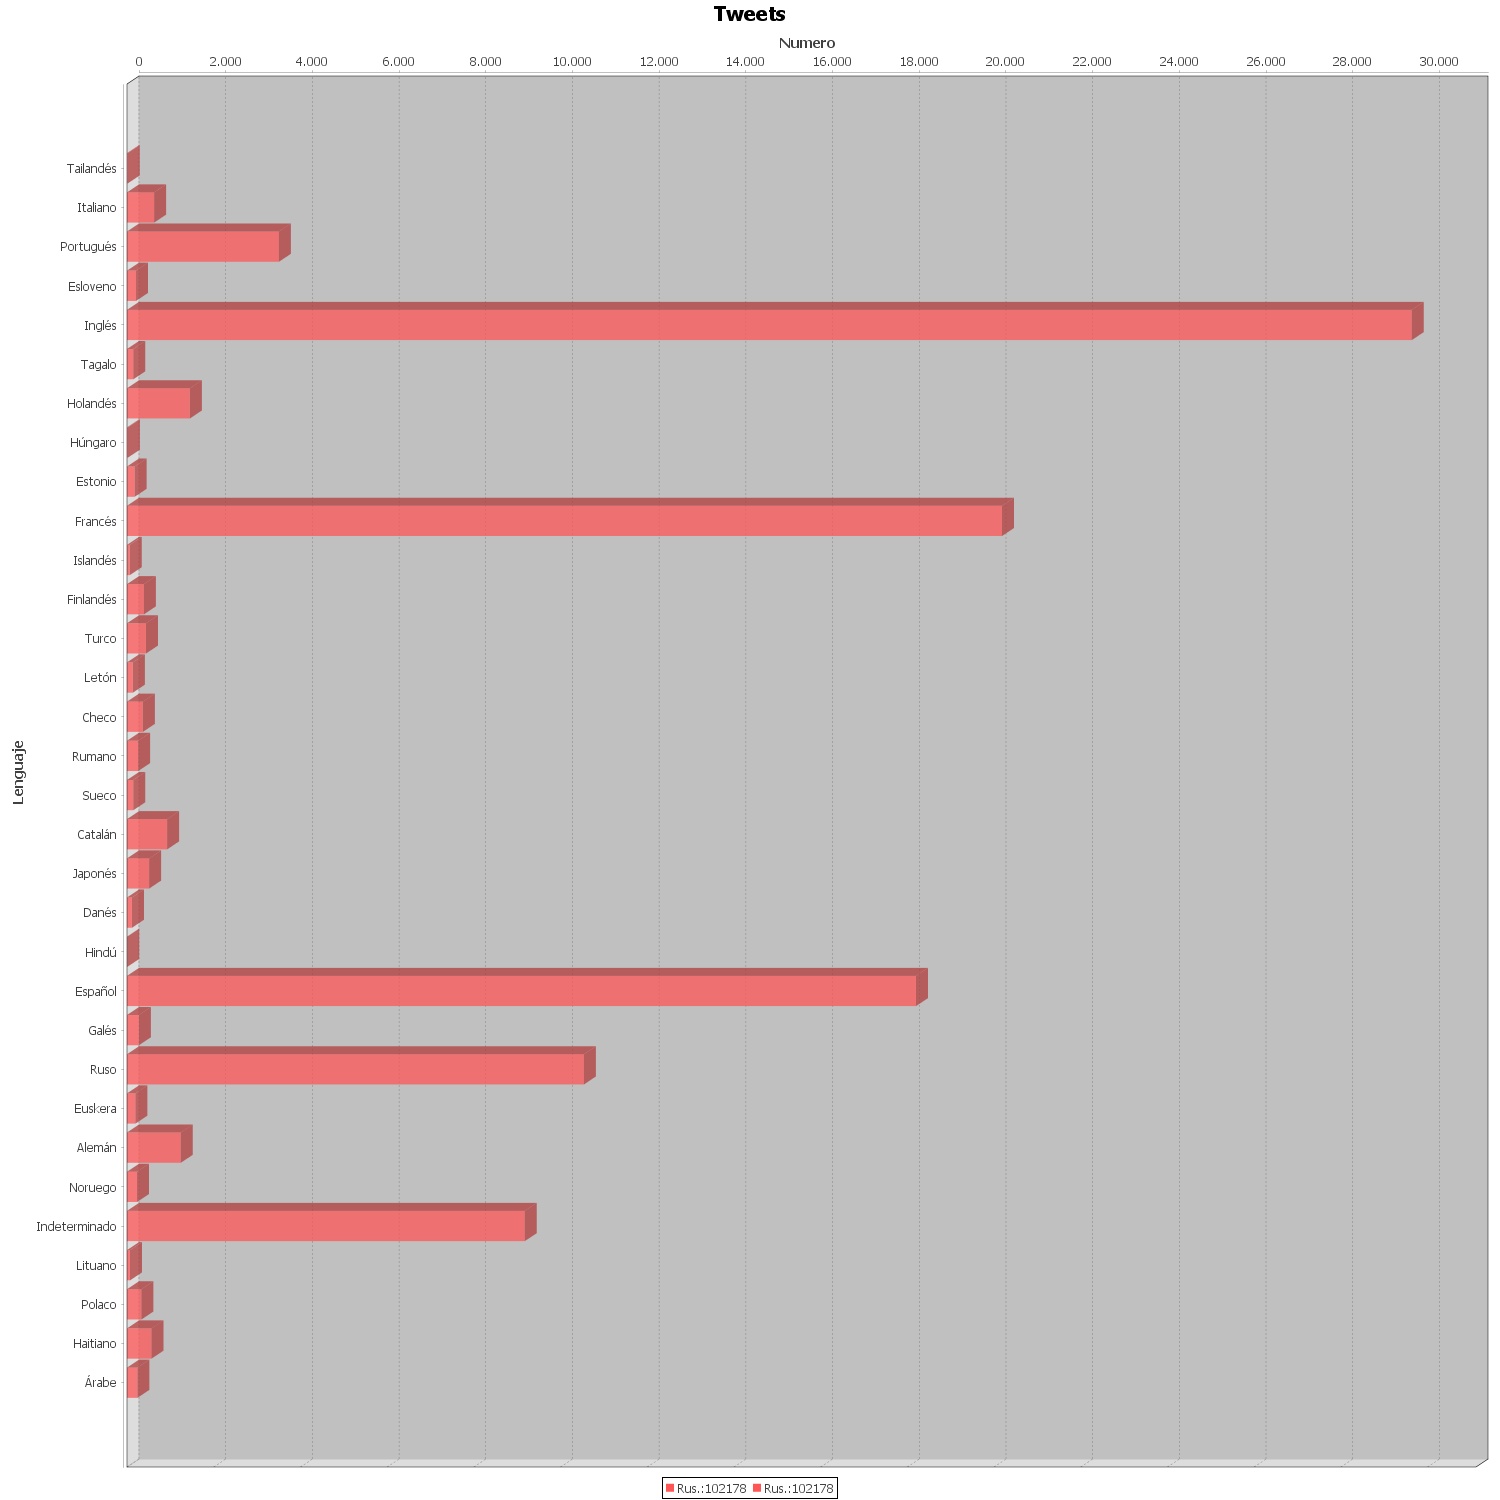 Tweets
Numero
0 2.000 4.000 6.000 8.000 10.000 12.000 14.000 16.000 18.000 20.000 22.000 24.000 26.000 28.000 30.000
Lenguaje
Tailandés
Italiano
Portugués
Esloveno
Inglés
Tagalo
Holandés
Húngaro
Estonio
Francés
Islandés
Finlandés
Turco
Letón
Checo
Rumano
Sueco
Catalán
Japonés
Danés
Hindú
Español
Galés
Ruso
Euskera
Alemán
Noruego
Indeterminado
Lituano
Polaco
Haitiano
Árabe
Rus.:102178 Rus.:102178